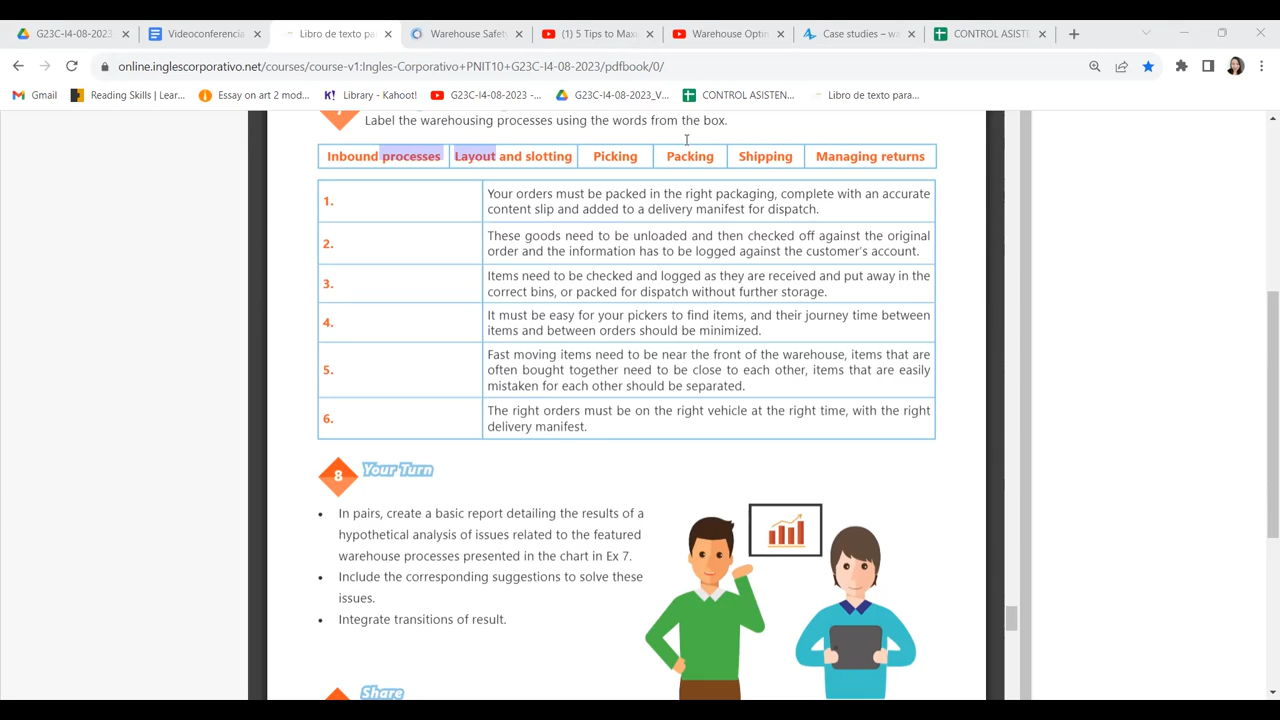 G23C-I4-08-2023
Videoconferencia
Libro de texto pa
Warehouse Safet
(1) 5 Tips to Max
Warehouse Optin
Case studies – wa
CONTROL ASISTE
online.inglescorporativo.net/courses/course-v1:Ingles-Corporativo+PNIT10+G23C-I4-08-2023/pdfbook/0/
Gmail
Reading Skills | Lear...
Essay on art 2 mod...
Library - Kahoot!
G23C-I4-08-2023 -...
G23C-I4-08-2023_V...
CONTROL ASISTEN...
Libro de texto para...
Label the warehousing processes using the words from the box.
Inbound processes
Layout and slotting
Picking
Packing
Shipping
Managing returns
1.
Your orders must be packed in the right packaging, complete with an accurate
content slip and added to a delivery manifest for dispatch.
2.
These goods need to be unloaded and then checked off against the original
order and the information has to be logged against the customer's account.
3.
Items need to be checked and logged as they are received and put away in the
correct bins, or packed for dispatch without further storage.
4.
It must be easy for your pickers to find items, and their journey time between
items and between orders should be minimized.
5.
Fast moving items need to be near the front of the warehouse, items that are
often bought together need to be close to each other, items that are easily
mistaken for each other should be separated.
6.
The right orders must be on the right vehicle at the right time, with the right
delivery manifest.
8
Your Turn
• In pairs, create a basic report detailing the results of a
hypothetical analysis of issues related to the featured
warehouse processes presented in the chart in Ex 7.
• Include the corresponding suggestions to solve these
issues.
• Integrate transitions of result.
Share